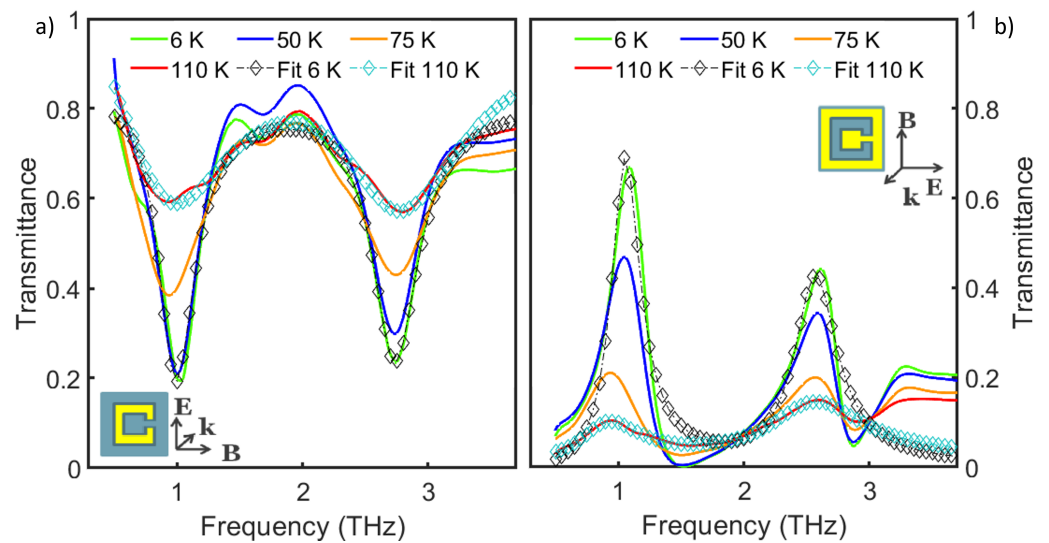 a)
6 K 50 K 75 K
110 K Fit 6 K Fit 110 K
1
0.8
0.6
0.4
0.2
0
Transmittance
E
k
B
1 2 3
Frequency (THz)
b)
6 K 50 K 75 K
110 K Fit 6 K Fit 110 K
1
0.8
0.6
0.4
0.2
0
Transmittance
B
k E
1 2 3
Frequency (THz)